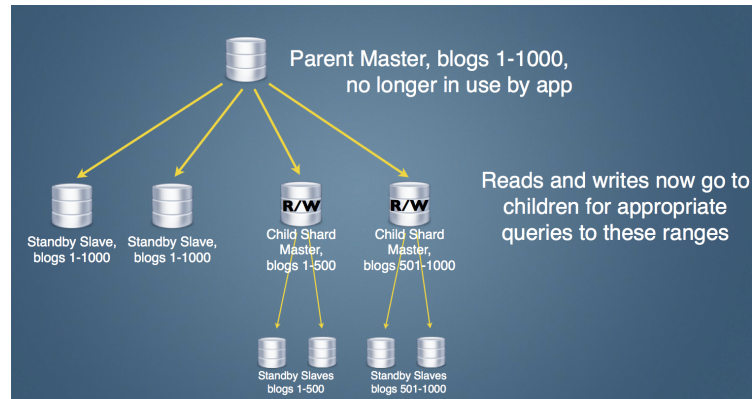 Parent Master, blogs 1-1000,
no longer in use by app
Reads and writes now go to
children for appropriate
queries to these ranges
R/W
R/W
Standby Slave,
blogs 1-1000
Standby Slave,
blogs 1-1000
Child Shard
Master,
blogs 1-500
Child Shard
Master,
blogs 501-1000
Standby Slaves
blogs 1-500
Standby Slaves
blogs 501-1000